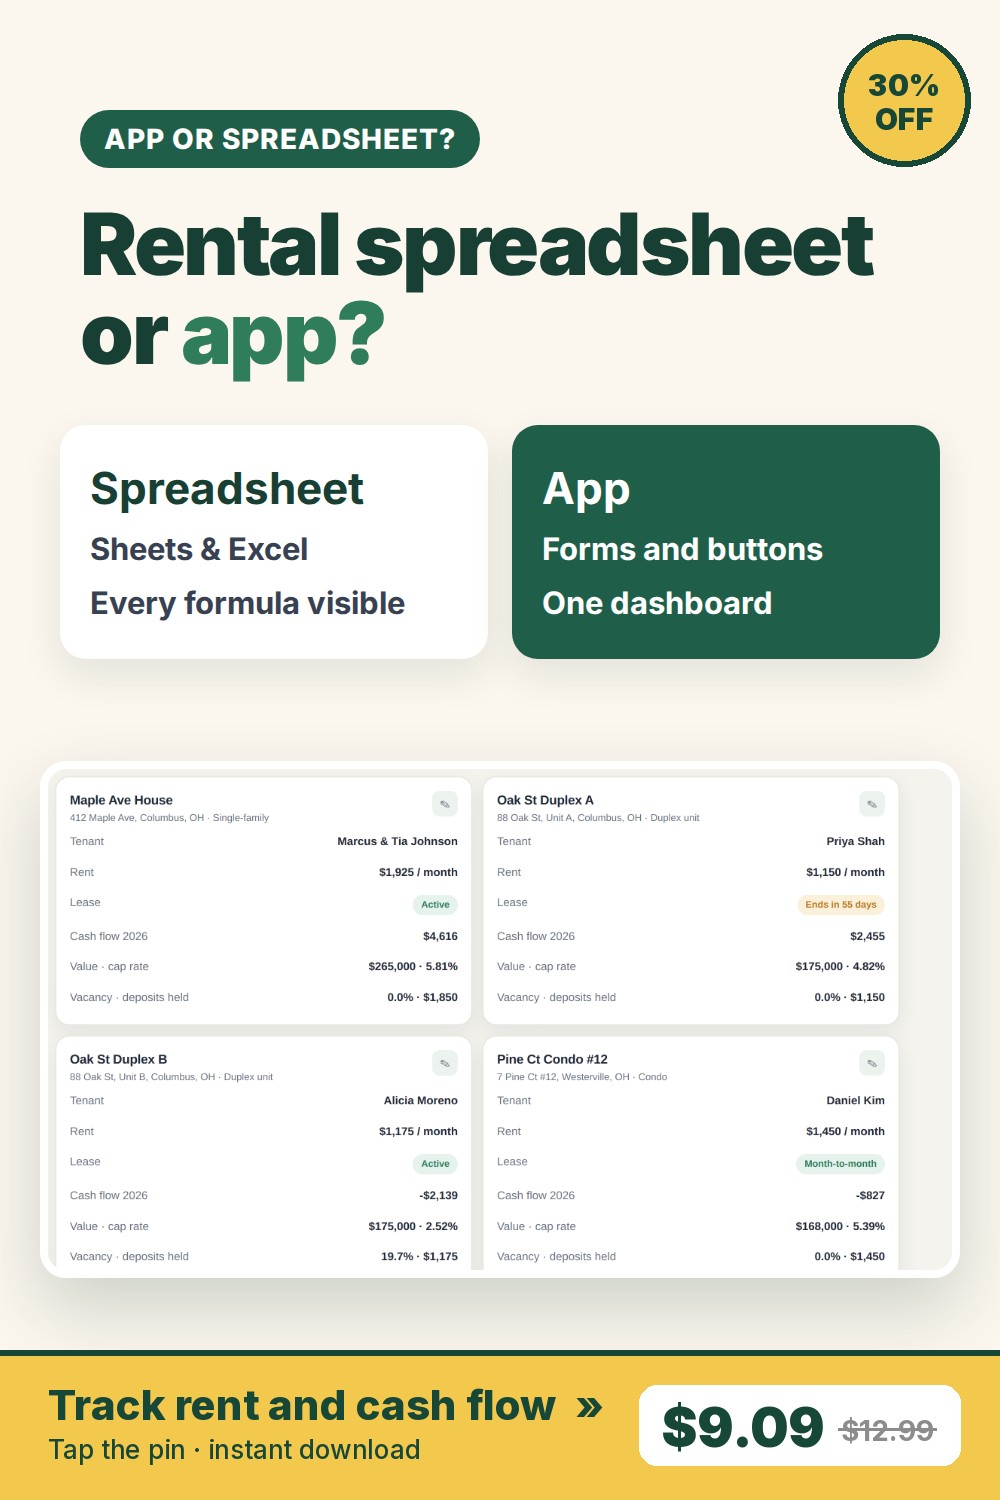 30%
OFF
APP OR SPREADSHEET?
Rental spreadsheet
or app?
Spreadsheet
Sheets & Excel
Every formula visible
App
Forms and buttons
One dashboard
Maple Ave House
412 Maple Ave, Columbus, OH · Single-family
Tenant Marcus & Tia Johnson
Rent $1,925 / month
Lease Active
Cash flow 2026 $4,616
Value · cap rate $265,000 · 5.81%
Vacancy · deposits held 0.0% · $1,850
Oak St Duplex A
88 Oak St, Unit A, Columbus, OH · Duplex unit
Tenant Priya Shah
Rent $1,150 / month
Lease Ends in 55 days
Cash flow 2026 $2,455
Value · cap rate $175,000 · 4.82%
Vacancy · deposits held 0.0% · $1,150
Oak St Duplex B
88 Oak St, Unit B, Columbus, OH · Duplex unit
Tenant Alicia Moreno
Rent $1,175 / month
Lease Active
Cash flow 2026 -$2,139
Value · cap rate $175,000 · 2.52%
Vacancy · deposits held 19.7% · $1,175
Pine Ct Condo #12
7 Pine Ct #12, Westerville, OH · Condo
Tenant Daniel Kim
Rent $1,450 / month
Lease Month-to-month
Cash flow 2026 -$827
Value · cap rate $168,000 · 5.39%
Vacancy · deposits held 0.0% · $1,450
Track rent and cash flow »
Tap the pin · instant download
$9.09 $12.99